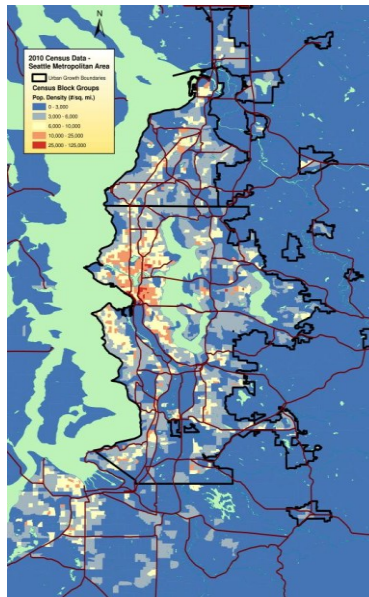 N
2010 Census Data -
Seattle Metropolitan Area
Urban Growth Boundaries
Census Block Groups
Pop. Density (#/sq. mi.)
0 - 3,000
3,000 - 6,000
6,000 - 10,000
10,000 - 25,000
25,000 - 125,000